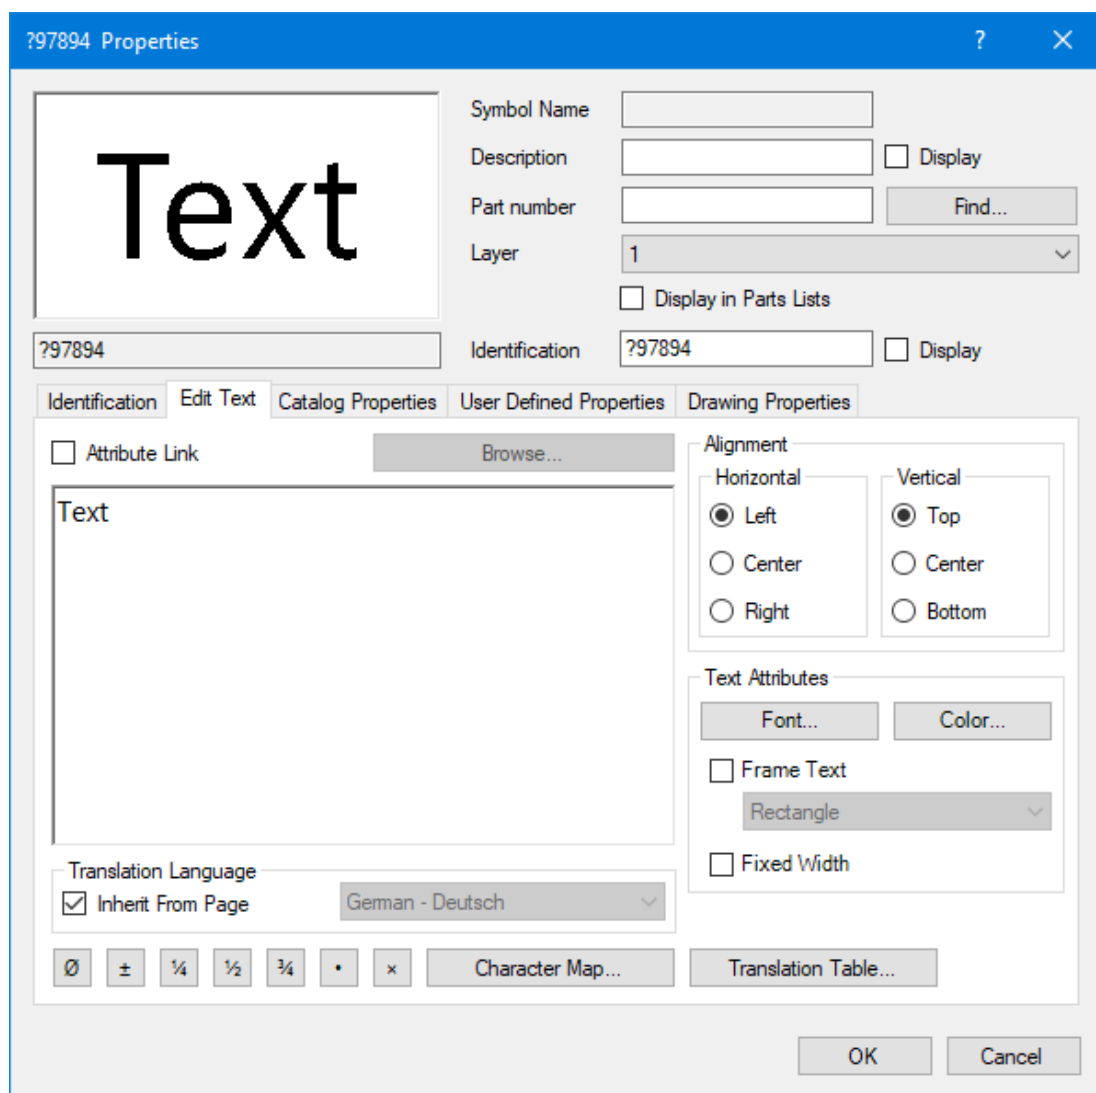 ?97894 Properties ?
Text
Symbol Name
Description
Display
Part number
Find...
Layer
1
Display in Parts Lists
?97894
Identification
?97894
Display
Identification
Edit Text
Catalog Properties
User Defined Properties
Drawing Properties
Attribute Link
Browse...
Text
Alignment
Horizontal
Left
Center
Right
Vertical
Top
Center
Bottom
Text Attributes
Font...
Color...
Frame Text
Rectangle
Fixed Width
Translation Language
Inherit From Page
German - Deutsch
Ø ± ¼ ½ ¾ • ×
Character Map...
Translation Table...
OK
Cancel